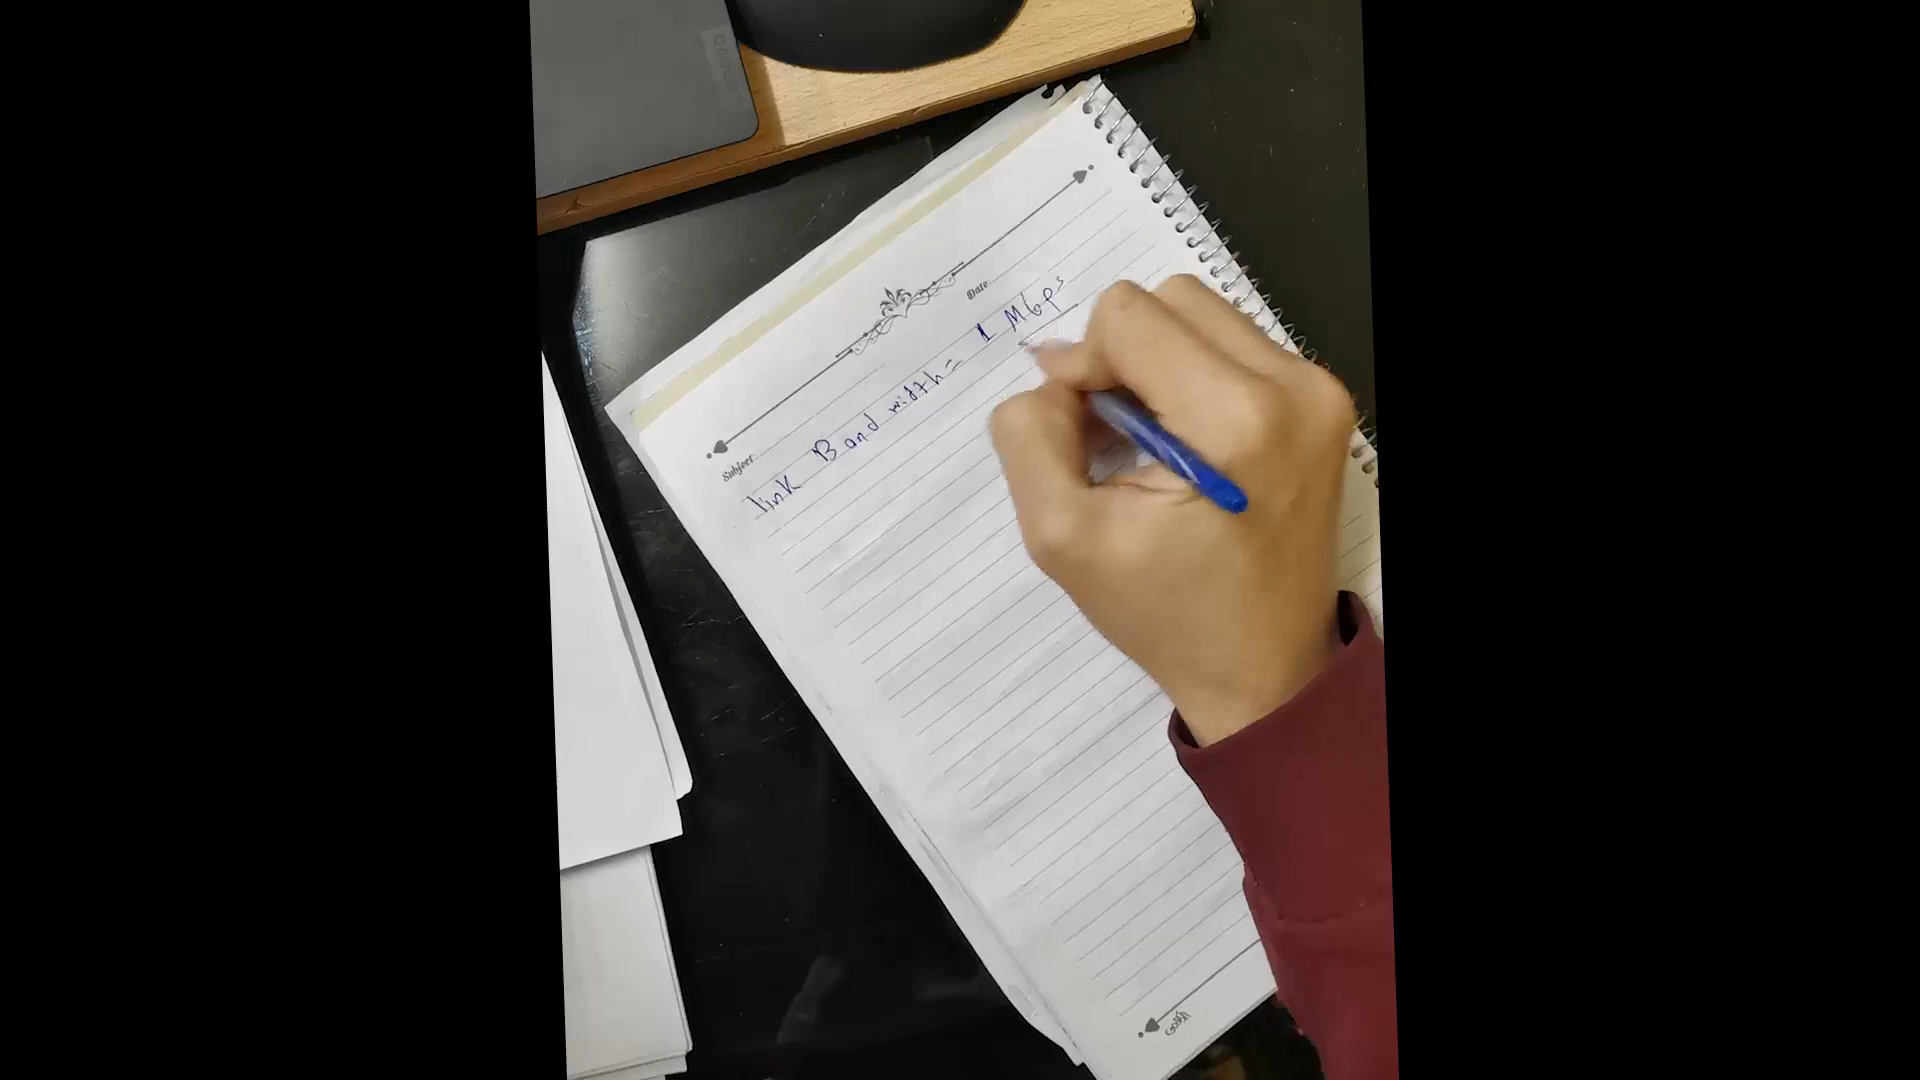 Date
Subject:
link Band width = 1 Mbps